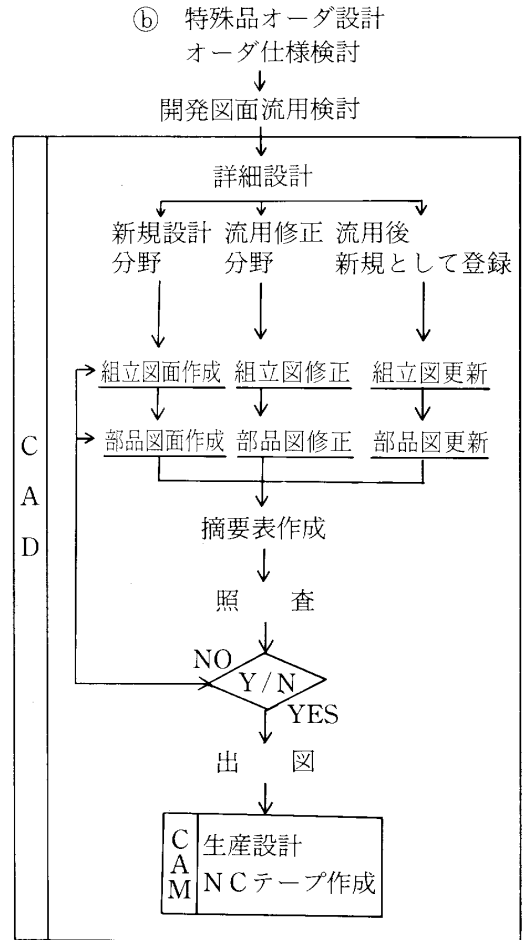 ⓑ 特殊品オーダ設計
オーダ仕様検討
開発図面流用検討
CAD
詳細設計
新規設計分野
流用修正分野
流用後新規として登録
組立図面作成 組立図修正 組立図更新
部品図面作成 部品図修正 部品図更新
摘要表作成
照査
NO
Y/N
YES
出図
CAM
生産設計
NCテープ作成